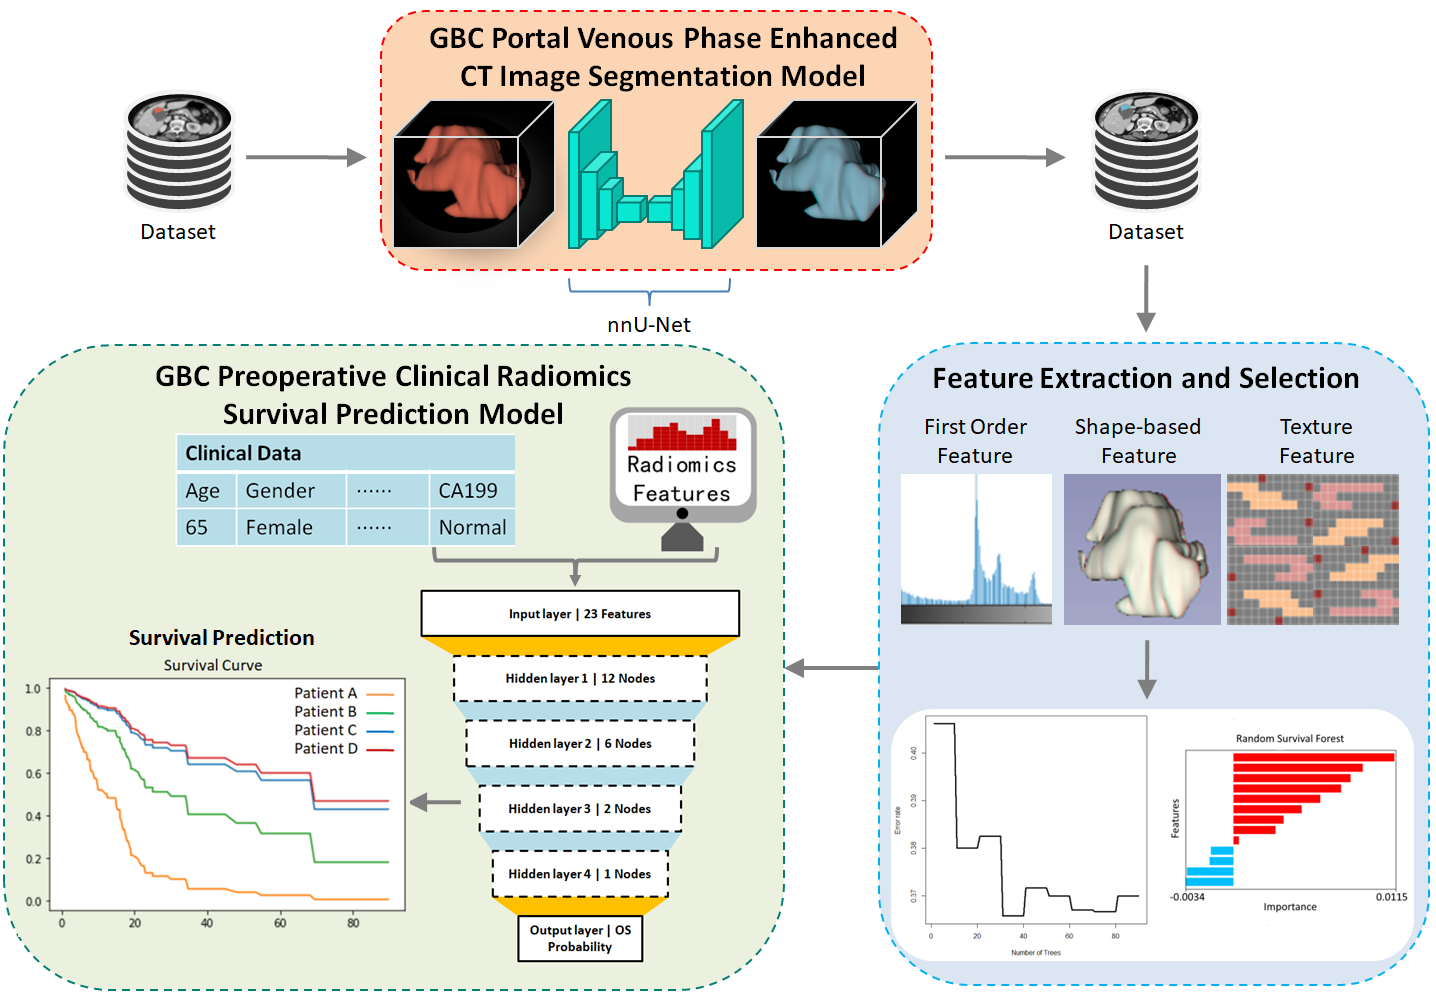 GBC Portal Venous Phase Enhanced
CT Image Segmentation Model
Dataset
Dataset
nnU-Net
GBC Preoperative Clinical Radiomics
Survival Prediction Model
Clinical Data
Age Gender ...... CA199
65 Female ...... Normal
Radiomics
Features
Input layer | 23 Features
Hidden layer 1 | 12 Nodes
Hidden layer 2 | 6 Nodes
Hidden layer 3 | 2 Nodes
Hidden layer 4 | 1 Nodes
Output layer | OS
Probability
Survival Prediction
Survival Curve
Patient A
Patient B
Patient C
Patient D
1.0
0.8
0.6
0.4
0.2
0.0
0 20 40 60 80
Feature Extraction and Selection
First Order
Feature
Shape-based
Feature
Texture
Feature
Error rate
0.40
0.39
0.38
0.37
0 20 40 60 80
Number of Trees
Random Survival Forest
Features
-0.0034 0.0115
Importance